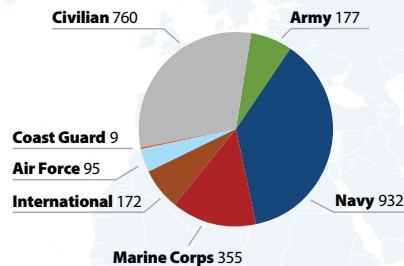 Civilian 760
Army 177
Coast Guard 9
Air Force 95
International 172
Navy 932
Marine Corps 355